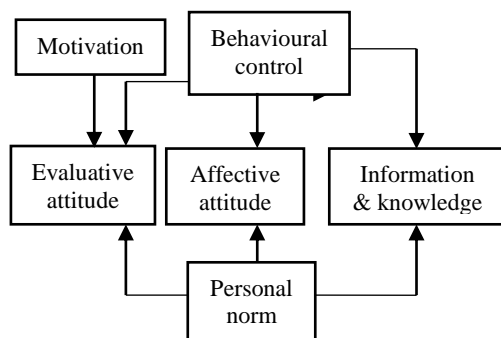 Motivation
Behavioural
control
Evaluative
attitude
Affective
attitude
Information
& knowledge
Personal
norm